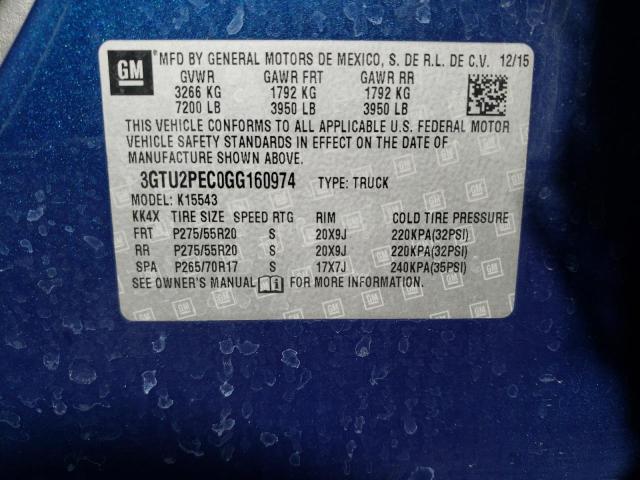 GM MFD BY GENERAL MOTORS DE MEXICO, S. DE R.L. DE C.V. 12/15
GVWR GAWR FRT GAWR RR
3266 KG 1792 KG 1792 KG
7200 LB 3950 LB 3950 LB
THIS VEHICLE CONFORMS TO ALL APPLICABLE U.S. FEDERAL MOTOR
VEHICLE SAFETY STANDARDS IN EFFECT ON THE DATE OF
MANUFACTURE SHOWN ABOVE.
3GTU2PEC0GG160974 TYPE: TRUCK
MODEL: K15543
KK4X TIRE SIZE SPEED RTG RIM COLD TIRE PRESSURE
FRT P275/55R20 S 20X9J 220KPA(32PSI)
RR P275/55R20 S 20X9J 220KPA(32PSI)
SPA P265/70R17 S 17X7J 240KPA(35PSI)
SEE OWNER'S MANUAL FOR MORE INFORMATION.